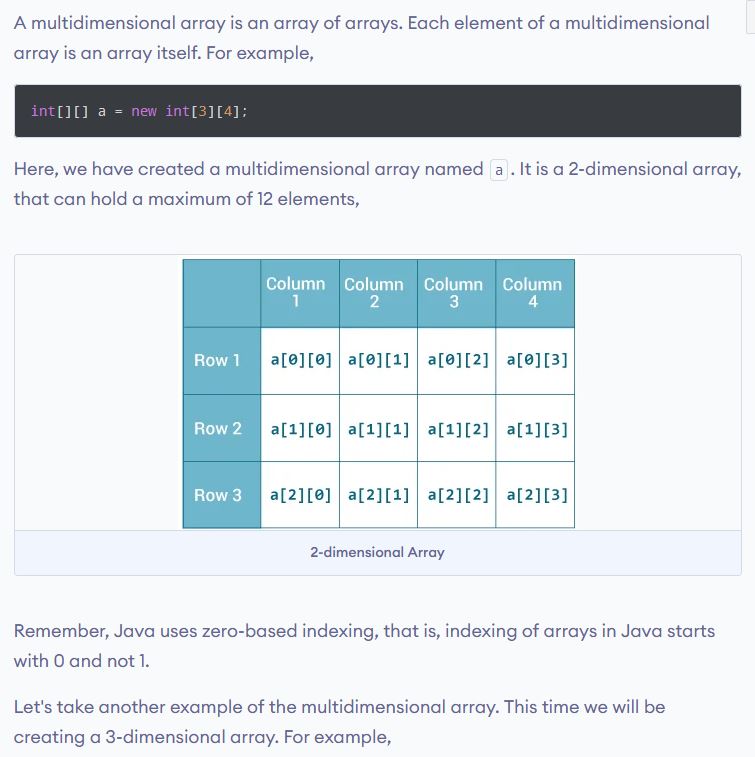 A multidimensional array is an array of arrays. Each element of a multidimensional
array is an array itself. For example,
int[][] a = new int[3][4];
Here, we have created a multidimensional array named a. It is a 2-dimensional array,
that can hold a maximum of 12 elements,
Column 1 Column 2 Column 3 Column 4
Row 1 a[0][0] a[0][1] a[0][2] a[0][3]
Row 2 a[1][0] a[1][1] a[1][2] a[1][3]
Row 3 a[2][0] a[2][1] a[2][2] a[2][3]
2-dimensional Array
Remember, Java uses zero-based indexing, that is, indexing of arrays in Java starts
with 0 and not 1.
Let's take another example of the multidimensional array. This time we will be
creating a 3-dimensional array. For example,